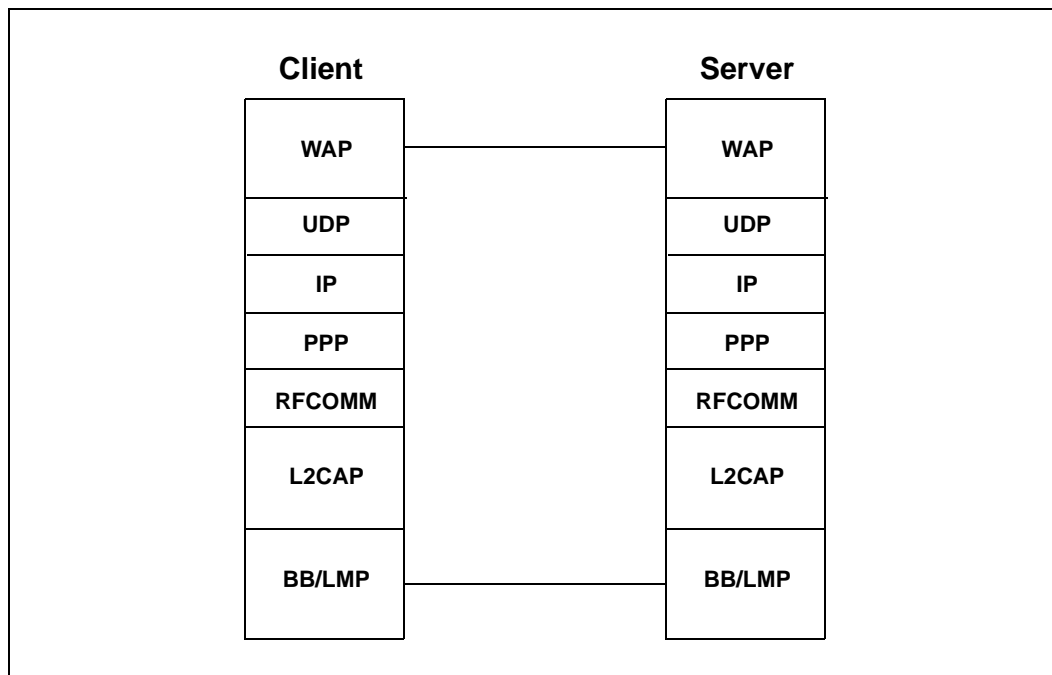 Client Server
WAP WAP
UDP UDP
IP IP
PPP PPP
RFCOMM RFCOMM
L2CAP L2CAP
BB/LMP BB/LMP